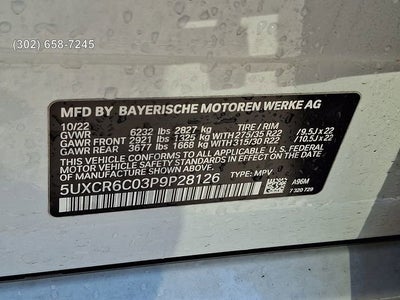 (302) 658-7245
MFD BY BAYERISCHE MOTOREN WERKE AG
10/22
GVWR 6232 lbs 2827 kg TIRE / RIM
GAWR FRONT 2921 lbs 1325 kg WITH 275/35 R22 / 9.5J x 22
GAWR REAR 3677 lbs 1668 kg WITH 315/30 R22 / 10.5J x 22
THIS VEHICLE CONFORMS TO ALL APPLICABLE U.S. FEDERAL
MOTOR VEHICLE SAFETY STANDARDS IN EFFECT
ON THE DATE OF MANUFACTURE SHOWN ABOVE.
5UXCR6C03P9P28126 TYPE: MPV
A96M
7 320 729